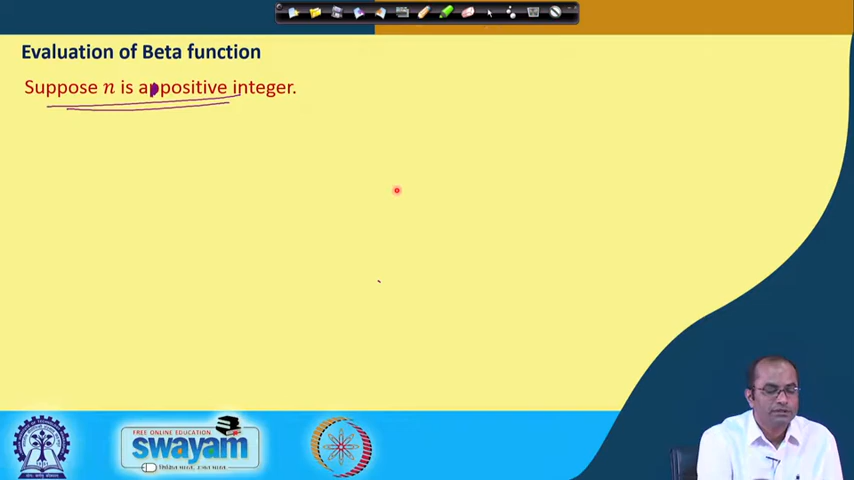 Evaluation of Beta function
Suppose n is a positive integer.
FREE ONLINE EDUCATION
swayam